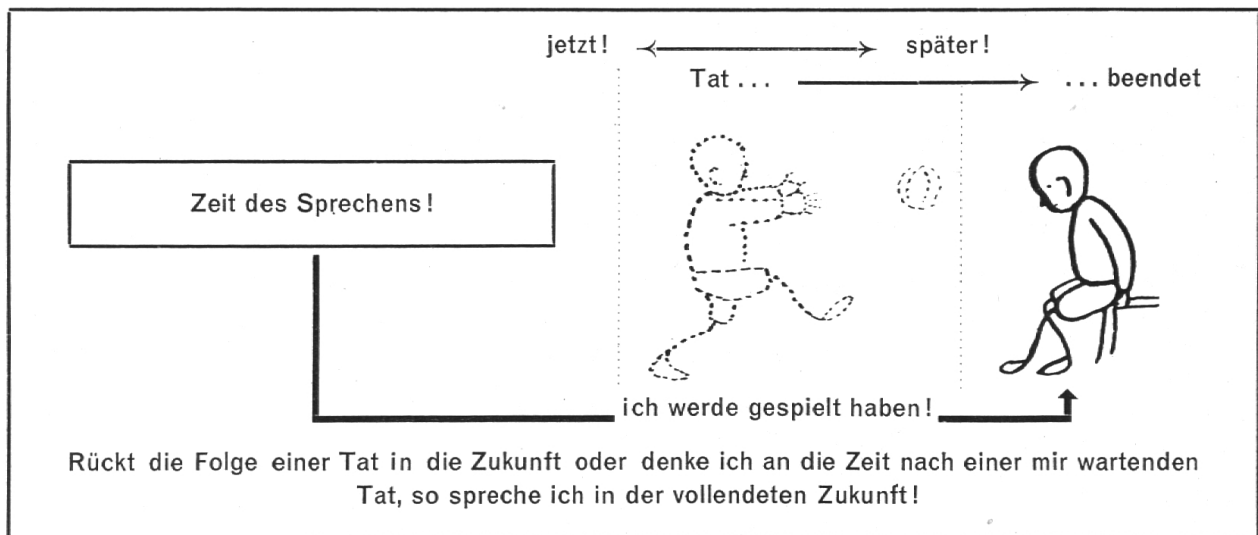 jetzt! später!
Tat ... ... beendet
Zeit des Sprechens!
ich werde gespielt haben!
Rückt die Folge einer Tat in die Zukunft oder denke ich an die Zeit nach einer mir wartenden
Tat, so spreche ich in der vollendeten Zukunft!